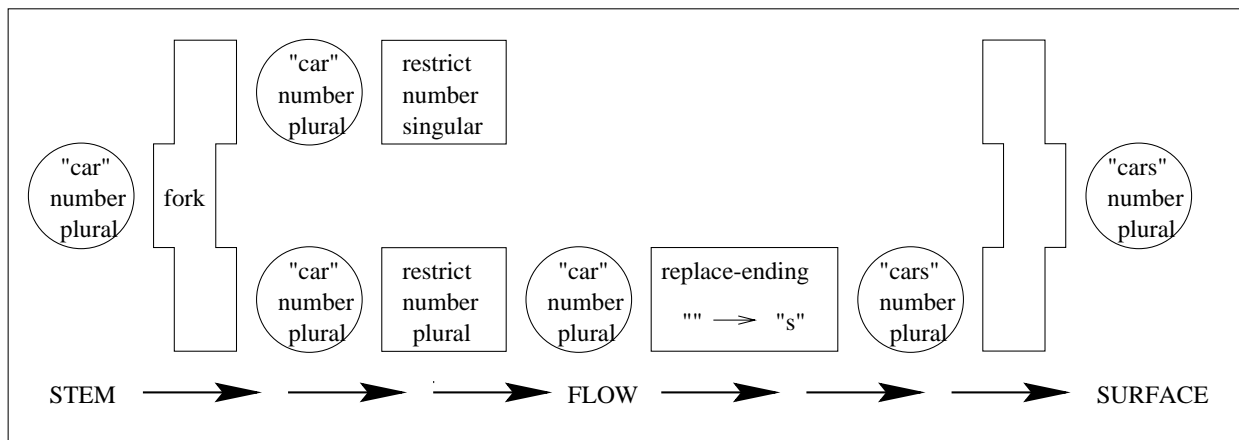 "car"
number
plural
restrict
number
singular
"car"
number
plural
fork
"cars"
number
plural
"car"
number
plural
restrict
number
plural
"car"
number
plural
replace-ending
"" "s"
"cars"
number
plural
STEM FLOW SURFACE